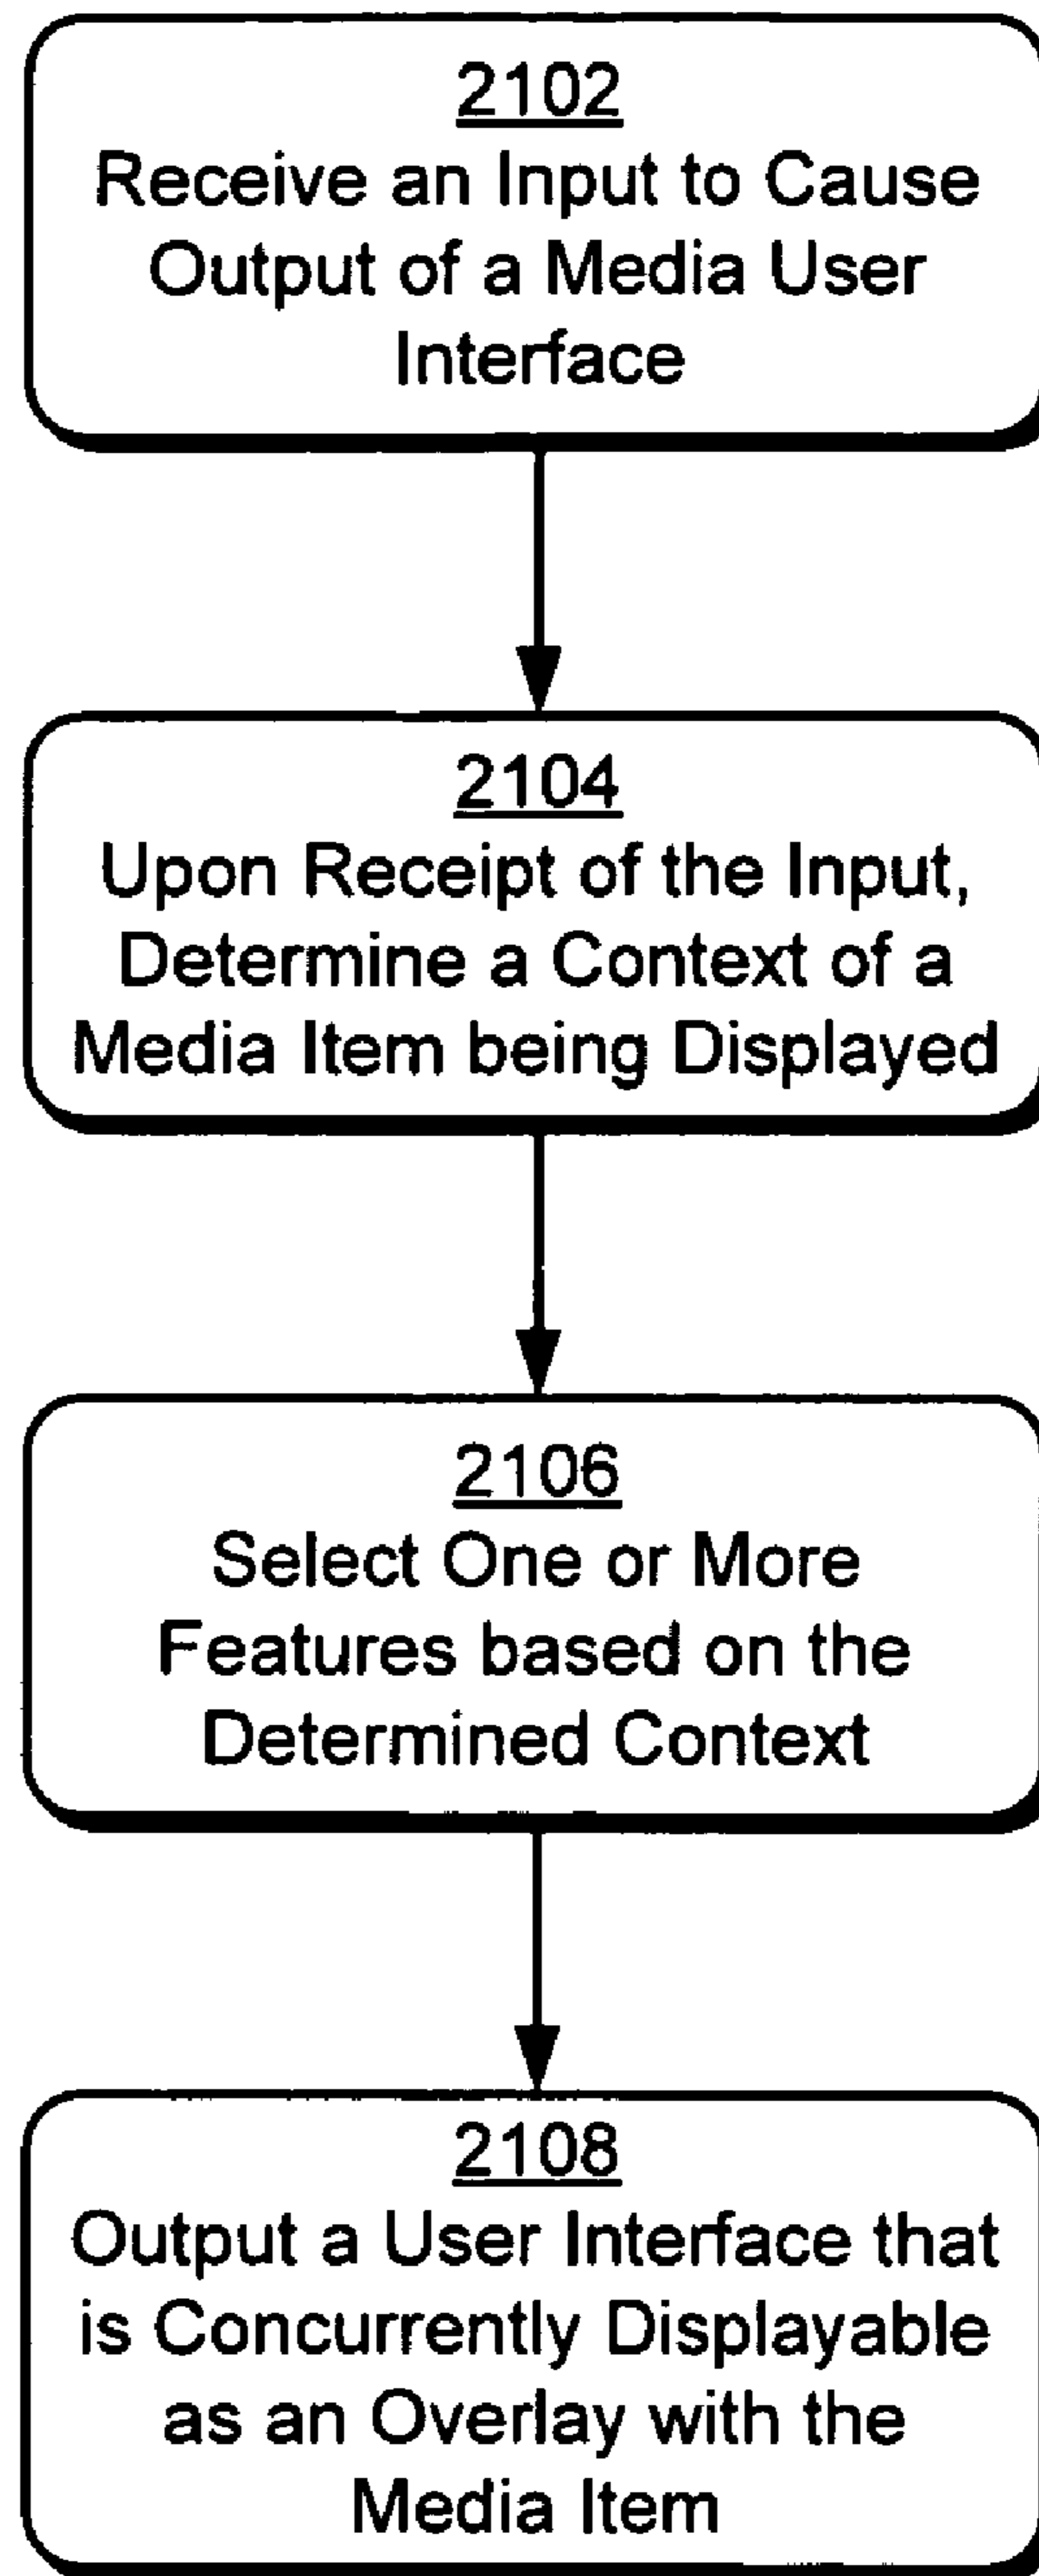 2102
Receive an Input to Cause
Output of a Media User
Interface
2104
Upon Receipt of the Input,
Determine a Context of a
Media Item being Displayed
2106
Select One or More
Features based on the
Determined Context
2108
Output a User Interface that
is Concurrently Displayable
as an Overlay with the
Media Item